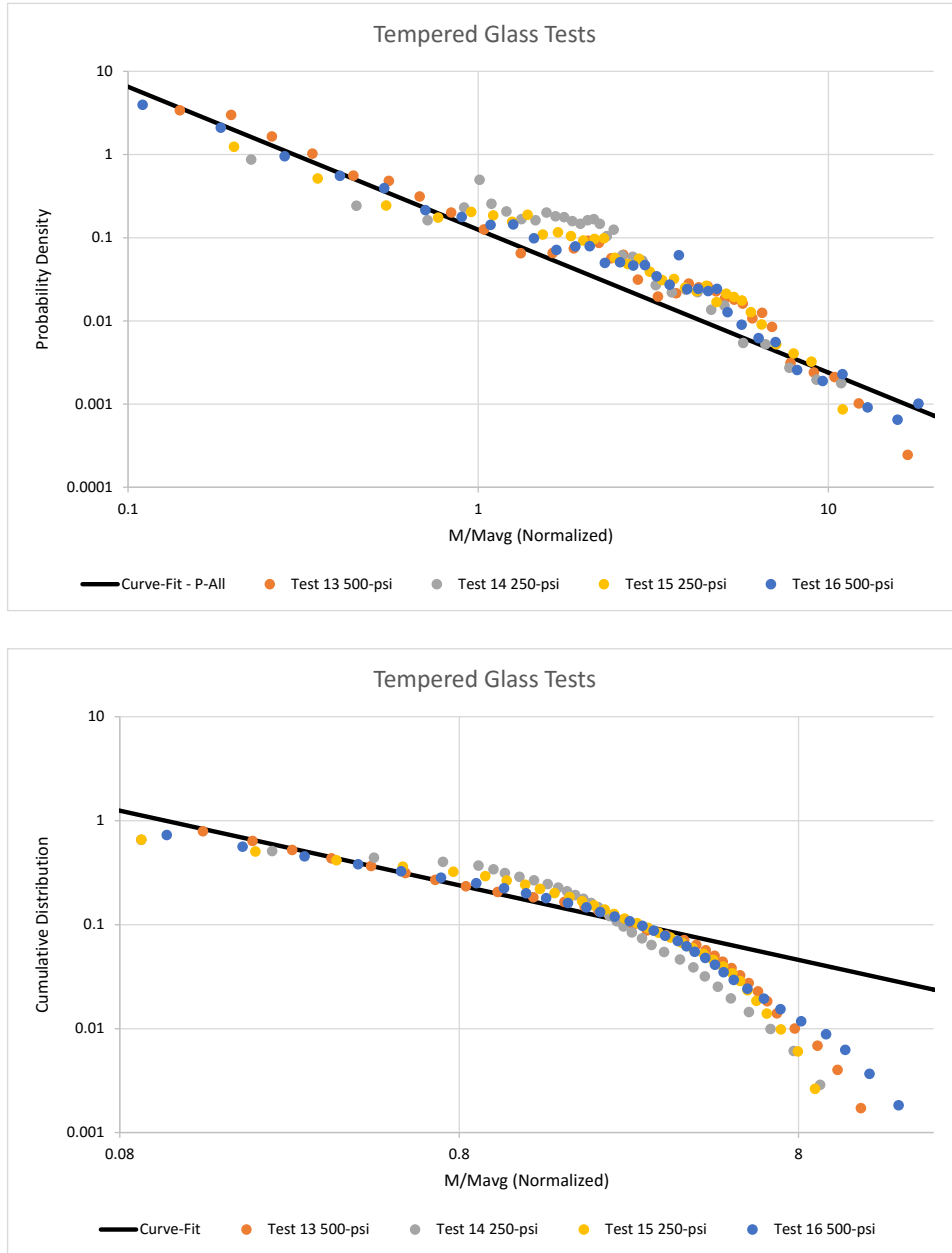 Tempered Glass Tests
10
1
0.1
0.01
0.001
0.0001
Probability Density
0.1 1 10
M/Mavg (Normalized)
Curve-Fit - P-All Test 13 500-psi Test 14 250-psi Test 15 250-psi Test 16 500-psi
Tempered Glass Tests
10
1
0.1
0.01
0.001
Cumulative Distribution
0.08 0.8 8
M/Mavg (Normalized)
Curve-Fit Test 13 500-psi Test 14 250-psi Test 15 250-psi Test 16 500-psi